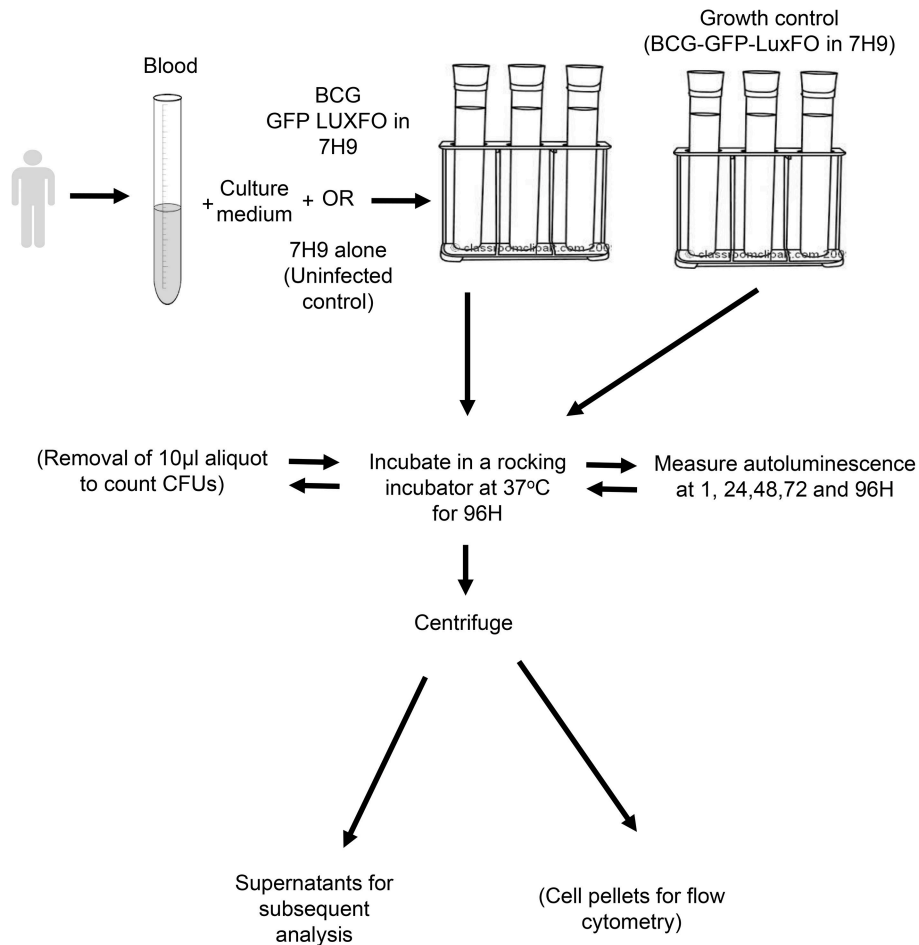 Growth control
(BCG-GFP-LuxFO in 7H9)
Blood
BCG
GFP LUXFO in
7H9
+ Culture
medium
+ OR
7H9 alone
(Uninfected
control)
© classroomclipart.com 200
© classroomclipart.com 200
(Removal of 10µl aliquot
to count CFUs)
Incubate in a rocking
incubator at 37ºC
for 96H
Measure autoluminescence
at 1, 24,48,72 and 96H
Centrifuge
Supernatants for
subsequent
analysis
(Cell pellets for flow
cytometry)